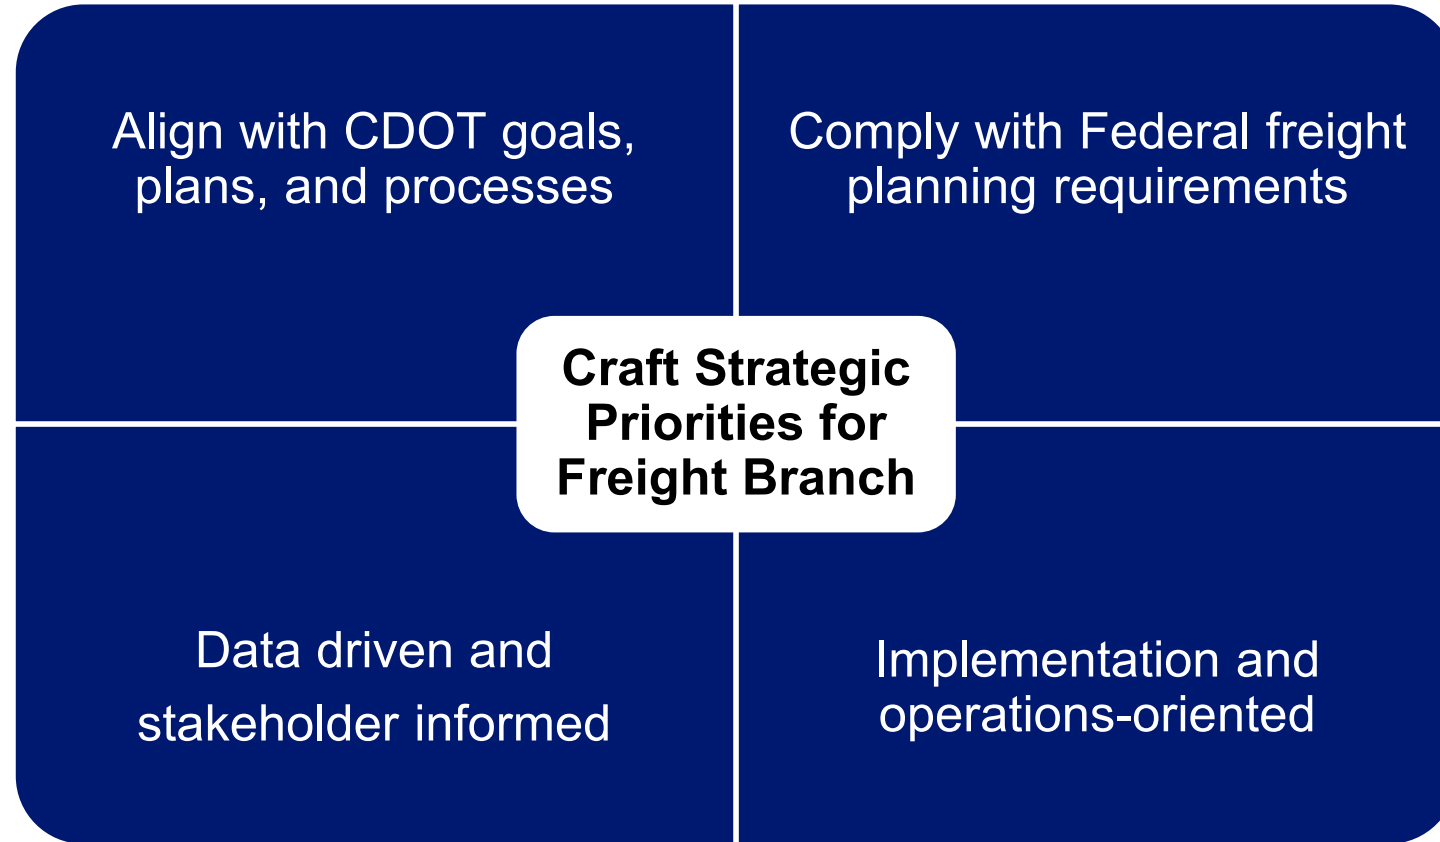 Align with CDOT goals,
plans, and processes
Comply with Federal freight
planning requirements
Craft Strategic
Priorities for
Freight Branch
Data driven and
stakeholder informed
Implementation and
operations-oriented